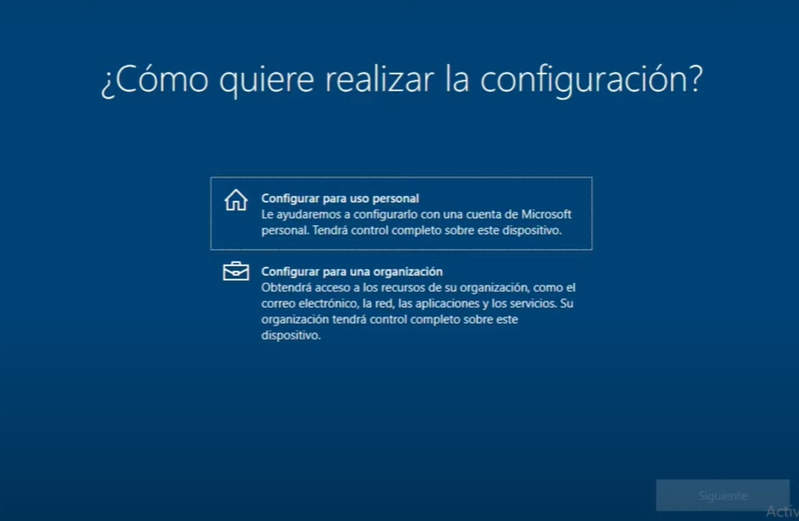 ¿Cómo quiere realizar la configuración?
Configurar para uso personal
Le ayudaremos a configurarlo con una cuenta de Microsoft
personal. Tendrá control completo sobre este dispositivo.
Configurar para una organización
Obtendrá acceso a los recursos de su organización, como el
correo electrónico, la red, las aplicaciones y los servicios. Su
organización tendrá control completo sobre este
dispositivo.
Siguiente
Activ